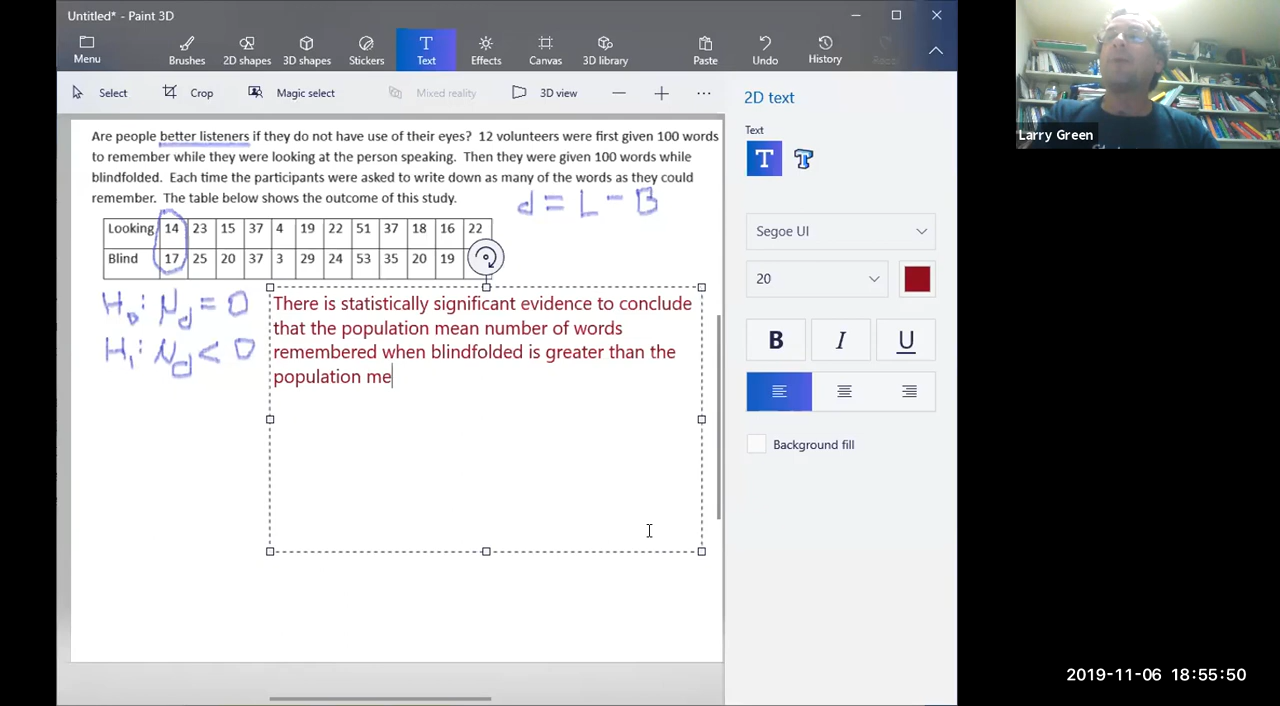 Untitled* - Paint 3D
Menu
Brushes
2D shapes
3D shapes
Stickers
Text
Effects
Canvas
3D library
Paste
Undo
History
Select
Crop
Magic select
Mixed reality
3D view
Are people better listeners if they do not have use of their eyes? 12 volunteers were first given 100 words
to remember while they were looking at the person speaking. Then they were given 100 words while
blindfolded. Each time the participants were asked to write down as many of the words as they could
remember. The table below shows the outcome of this study.
d = L - B
Looking 14 23 15 37 4 19 22 51 37 18 16 22
Blind 17 25 20 37 3 29 24 53 35 20 19
H₀: μd = 0
H₁: μd < 0
There is statistically significant evidence to conclude
that the population mean number of words
remembered when blindfolded is greater than the
population me
2D text
Text
Segoe UI
20
B I U
Background fill
Larry Green
2019-11-06 18:55:50